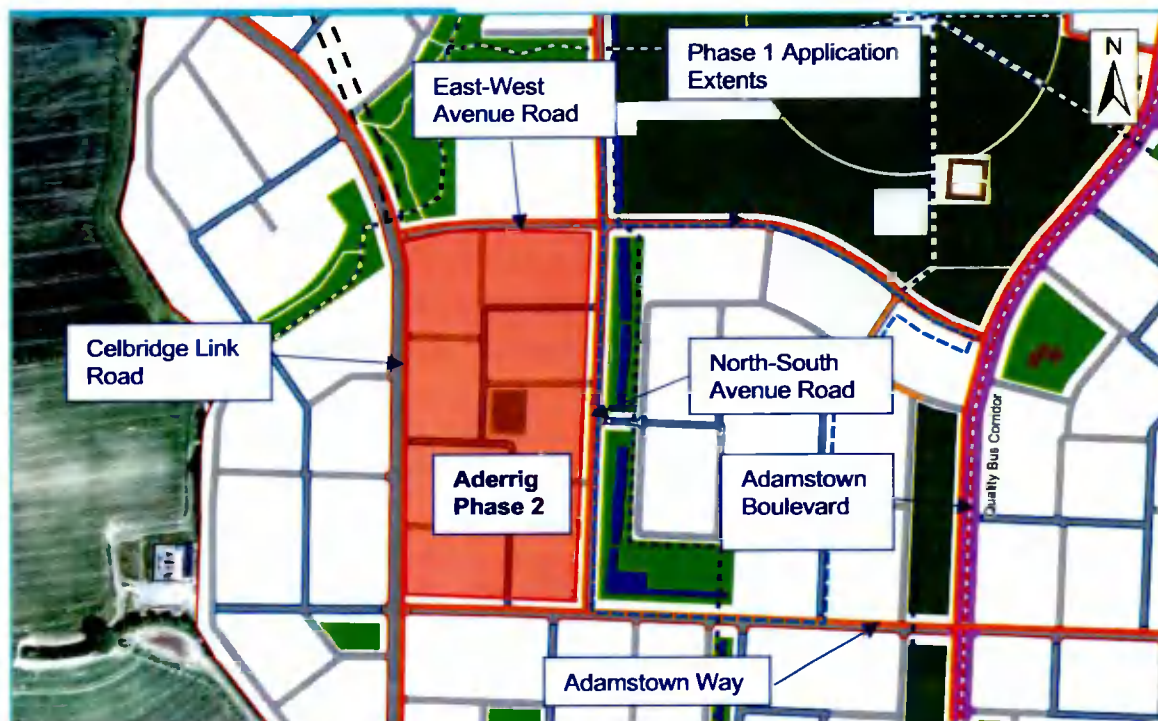 Phase 1 Application
Extents
N
East-West
Avenue Road
Celbridge Link
Road
North-South
Avenue Road
Aderrig
Phase 2
Adamstown
Boulevard
Quality Bus Corridor
Adamstown Way